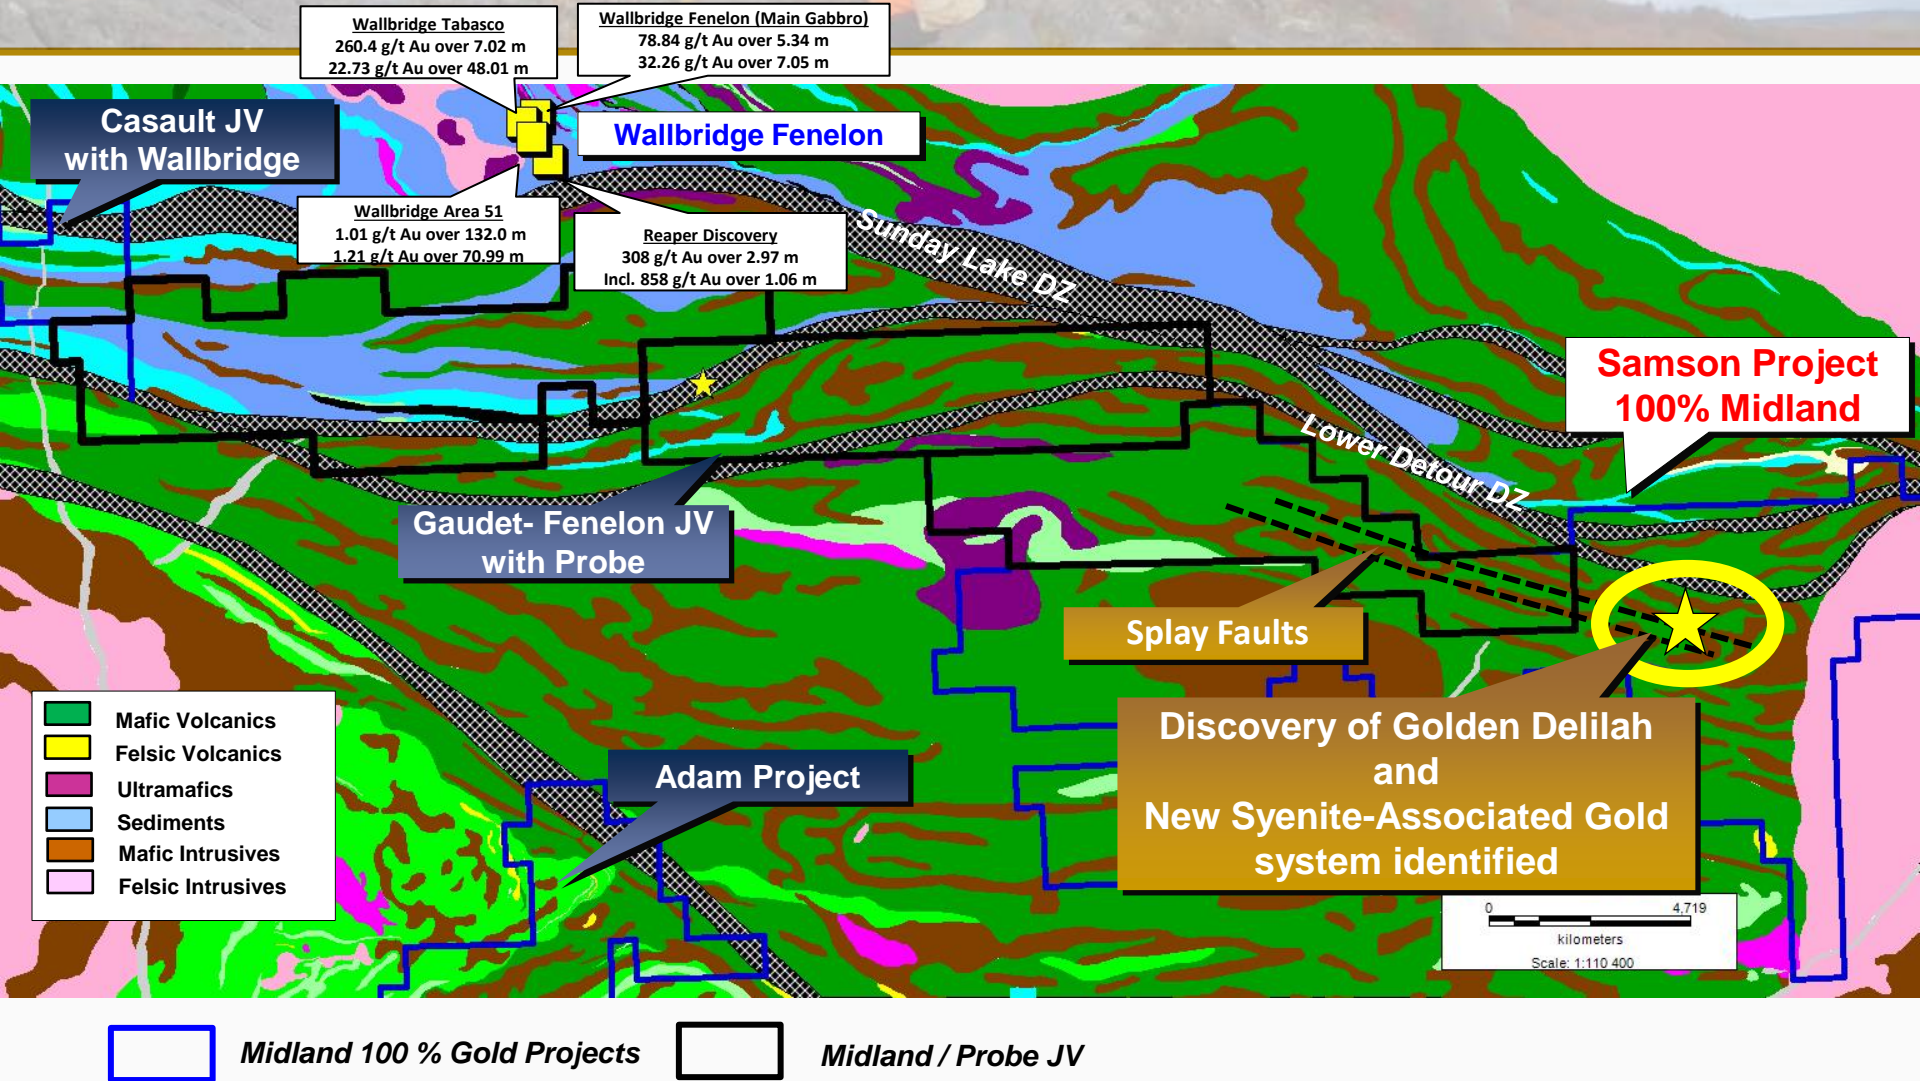 Wallbridge Tabasco
260.4 g/t Au over 7.02 m
22.73 g/t Au over 48.01 m
Wallbridge Fenelon (Main Gabbro)
78.84 g/t Au over 5.34 m
32.26 g/t Au over 7.05 m
Casault JV
with Wallbridge
Wallbridge Fenelon
Wallbridge Area 51
1.01 g/t Au over 132.0 m
1.21 g/t Au over 70.99 m
Reaper Discovery
308 g/t Au over 2.97 m
Incl. 858 g/t Au over 1.06 m
Sunday Lake DZ
Samson Project
100% Midland
Lower Detour DZ
Gaudet- Fenelon JV
with Probe
Splay Faults
Discovery of Golden Delilah
and
New Syenite-Associated Gold
system identified
Adam Project
Mafic Volcanics
Felsic Volcanics
Ultramafics
Sediments
Mafic Intrusives
Felsic Intrusives
0 4,719
kilometers
Scale: 1:110 400
Midland 100 % Gold Projects
Midland / Probe JV